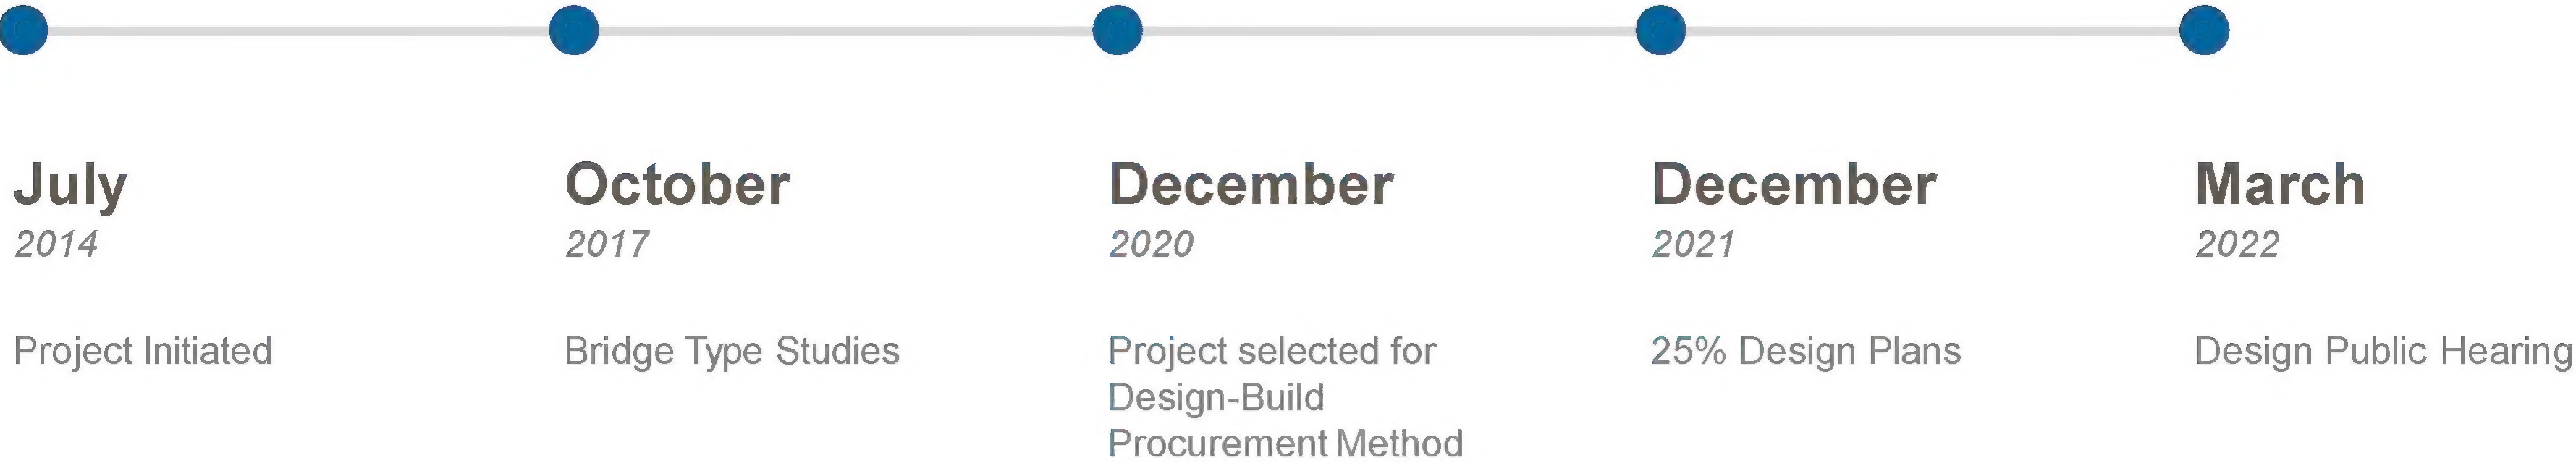 July
2014
Project Initiated
October
2017
Bridge Type Studies
December
2020
Project selected for
Design-Build
Procurement Method
December
2021
25% Design Plans
March
2022
Design Public Hearing